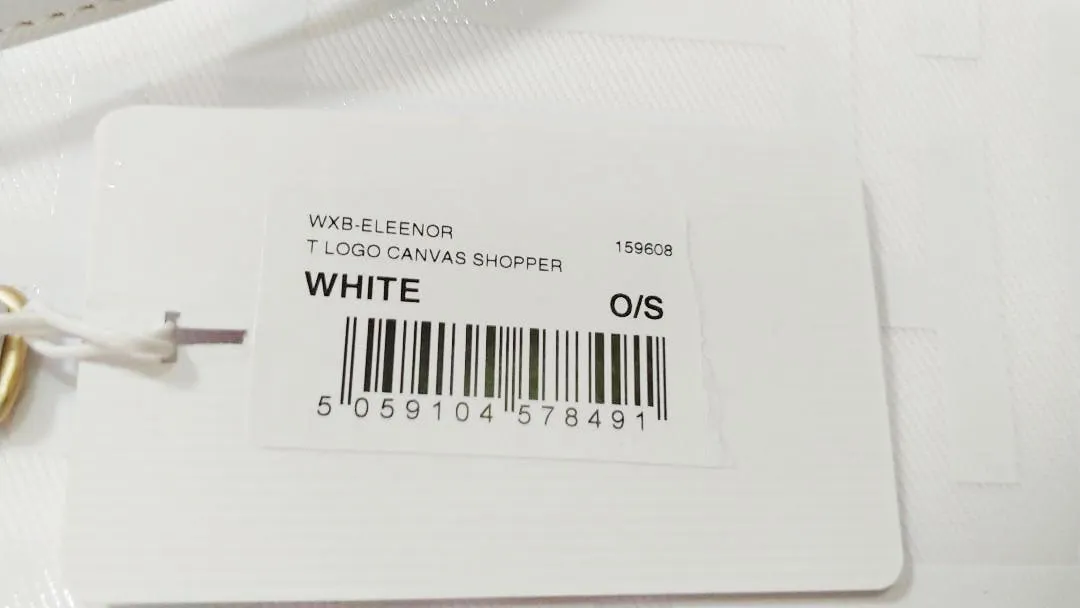 WXB-ELEENOR
T LOGO CANVAS SHOPPER 159608
WHITE O/S
5 059104 578491